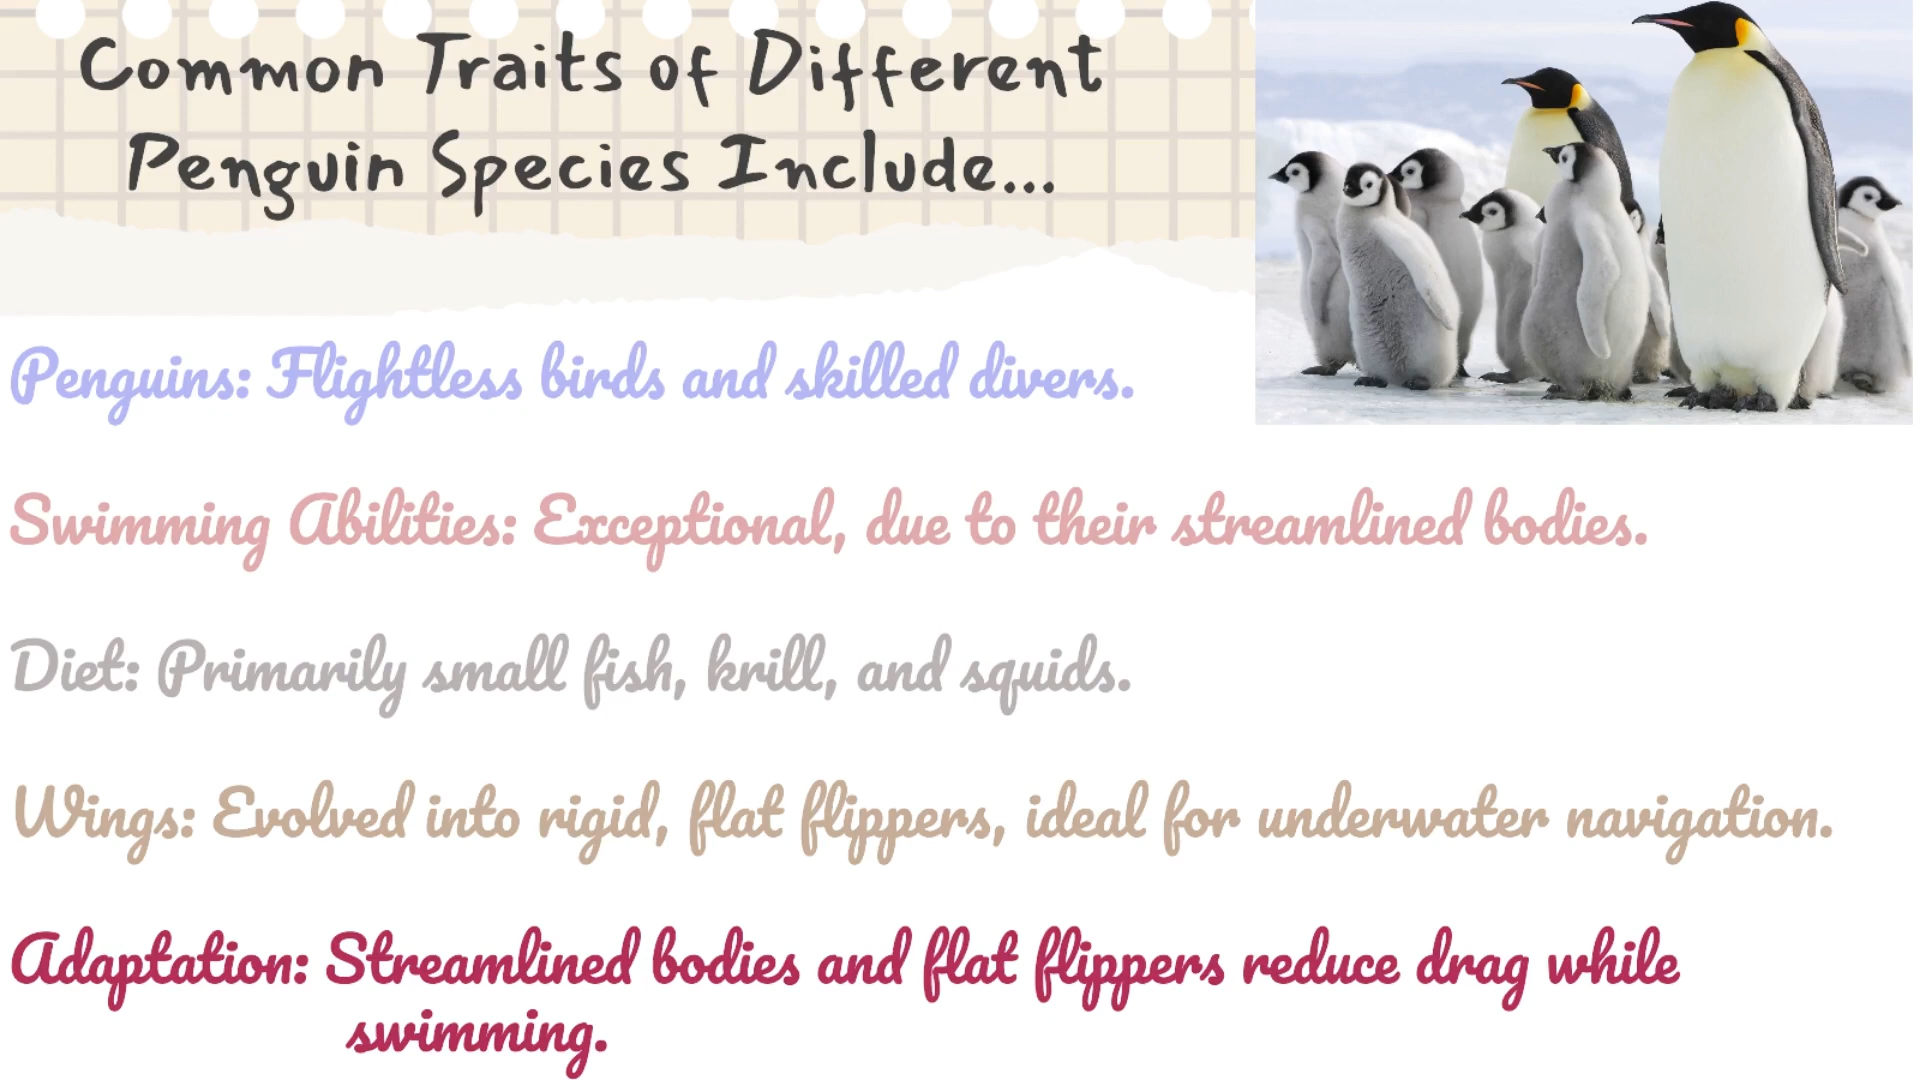 Common Traits of Different
Penguin Species Include...
Penguins: Flightless birds and skilled divers.
Swimming Abilities: Exceptional, due to their streamlined bodies.
Diet: Primarily small fish, krill, and squids.
Wings: Evolved into rigid, flat flippers, ideal for underwater navigation.
Adaptation: Streamlined bodies and flat flippers reduce drag while
swimming.